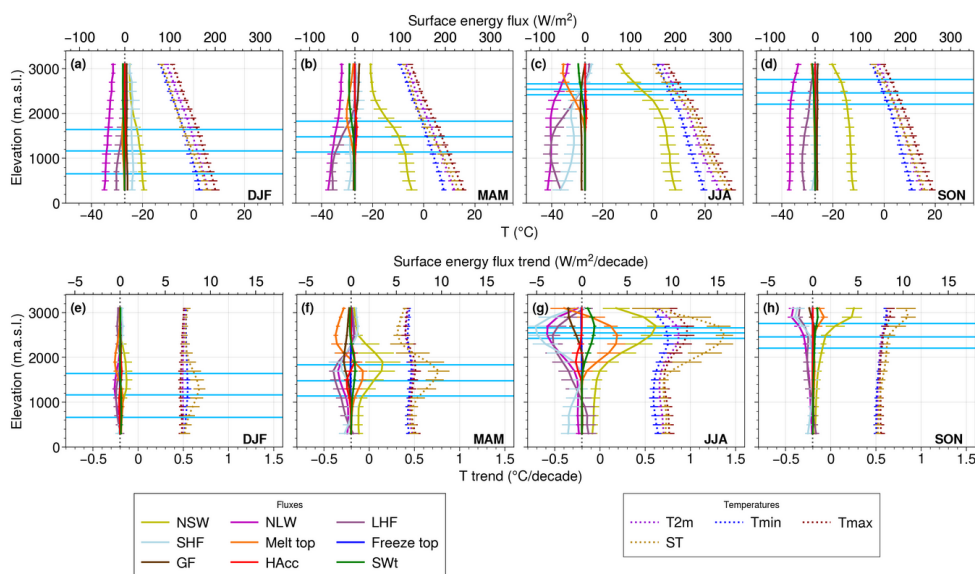 Surface energy flux (W/m²)
−100 0 100 200 300 −100 0 100 200 300 −100 0 100 200 300 −100 0 100 200 300
Elevation (m.a.s.l.)
3000
2000
1000
0
(a) (b) (c) (d)
DJF MAM JJA SON
−40 −20 0 20 −40 −20 0 20 −40 −20 0 20 −40 −20 0 20
T (°C)
Surface energy flux trend (W/m²/decade)
−5 0 5 10 15 −5 0 5 10 15 −5 0 5 10 15 −5 0 5 10 15
Elevation (m.a.s.l.)
4000
3000
2000
1000
0
(e) (f) (g) (h)
DJF MAM JJA SON
−0.5 0 0.5 1 1.5 −0.5 0 0.5 1 1.5 −0.5 0 0.5 1 1.5 −0.5 0 0.5 1 1.5
T trend (°C/decade)
Fluxes
NSW NLW LHF
SHF Melt top Freeze top
GF HAcc SWt
Temperatures
T2m Tmin Tmax
ST